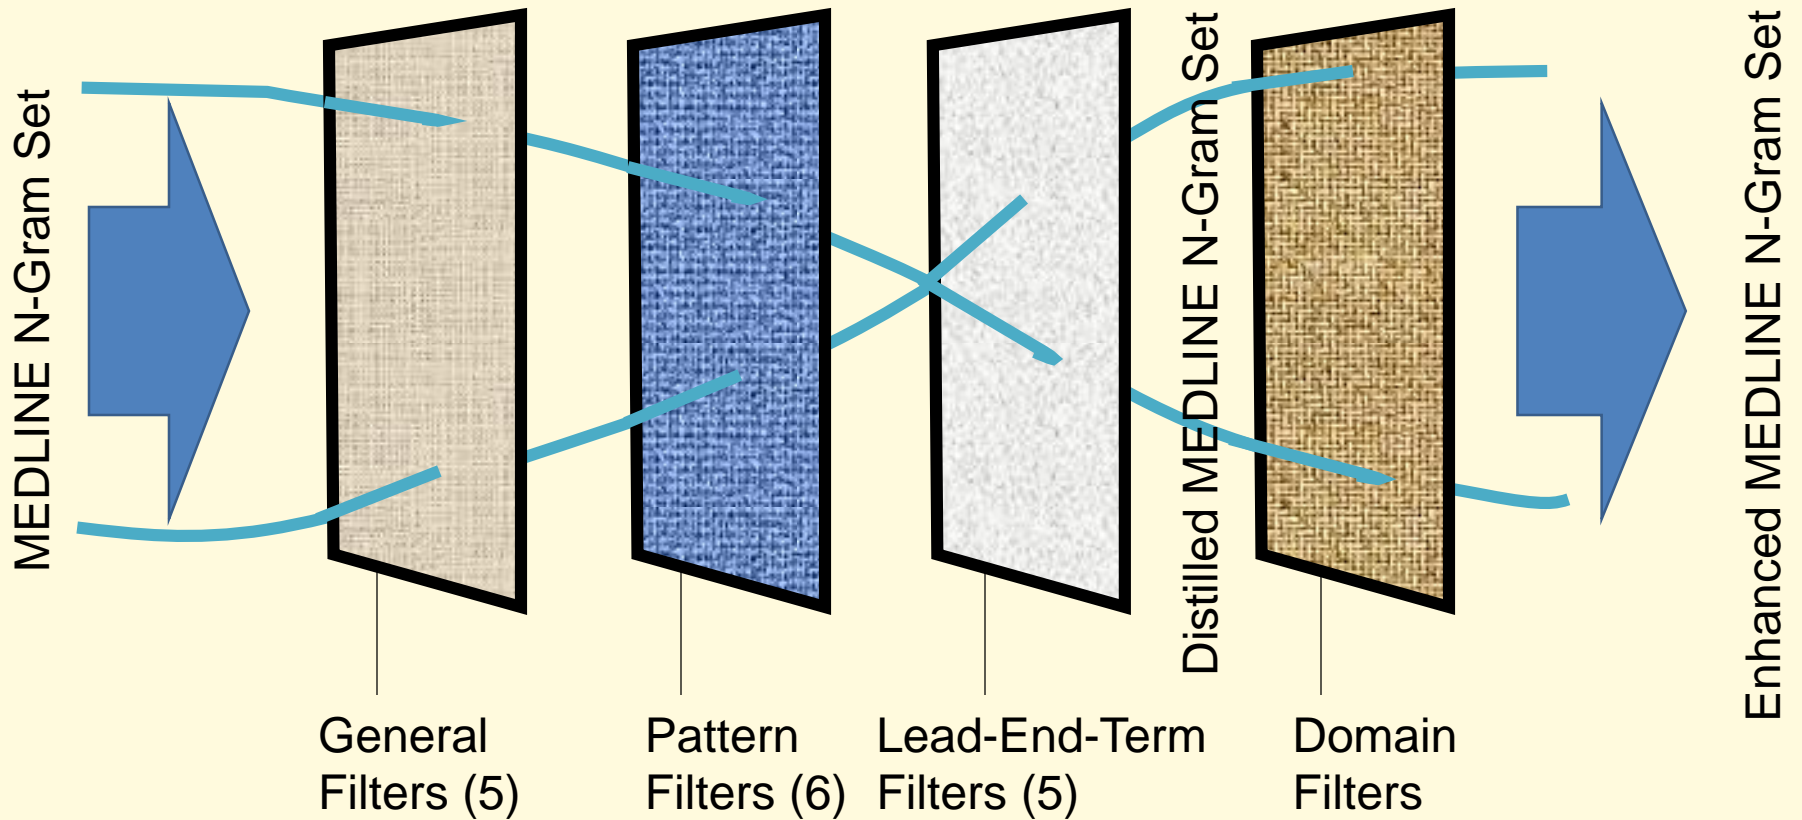 MEDLINE N-Gram Set
Distilled MEDLINE N-Gram Set
Enhanced MEDLINE N-Gram Set
General
Filters (5)
Pattern
Filters (6)
Lead-End-Term
Filters (5)
Domain
Filters